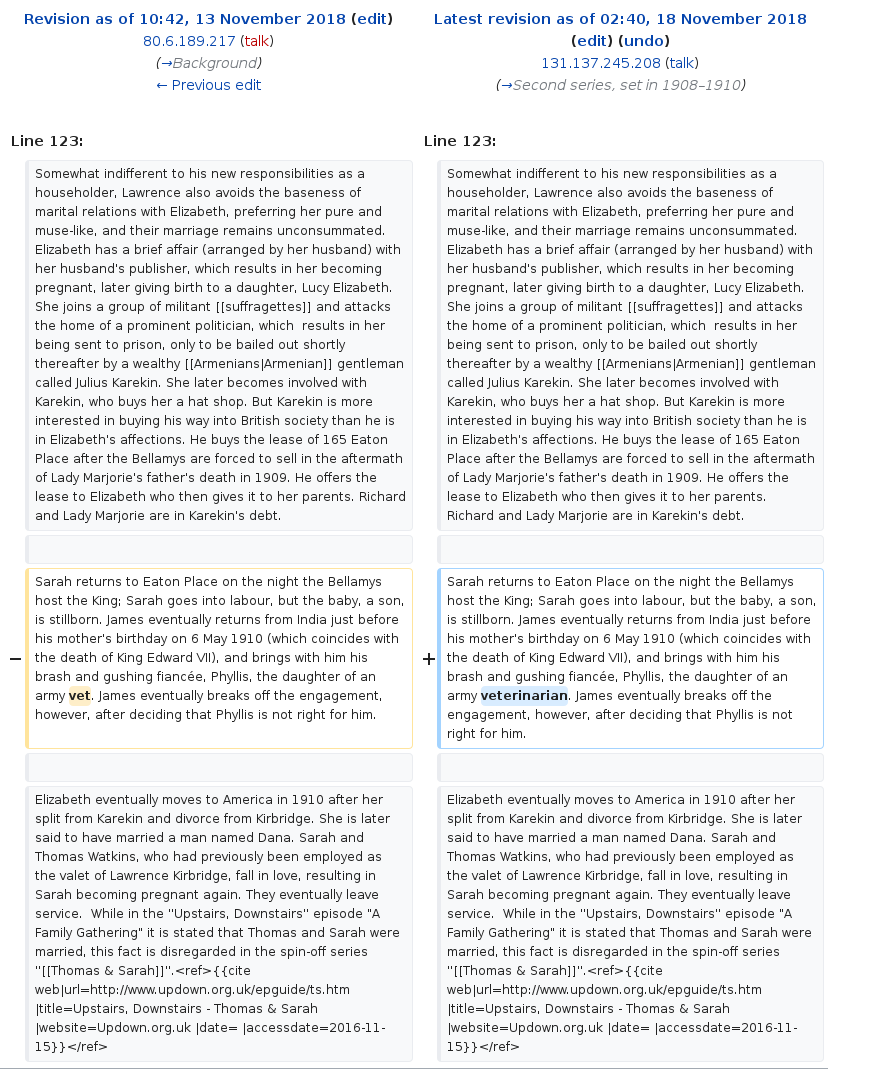 Revision as of 10:42, 13 November 2018 (edit)
80.6.189.217 (talk)
(→Background)
← Previous edit
Latest revision as of 02:40, 18 November 2018
(edit) (undo)
131.137.245.208 (talk)
(→Second series, set in 1908–1910)
Line 123:
Somewhat indifferent to his new responsibilities as a
householder, Lawrence also avoids the baseness of
marital relations with Elizabeth, preferring her pure and
muse-like, and their marriage remains unconsummated.
Elizabeth has a brief affair (arranged by her husband) with
her husband's publisher, which results in her becoming
pregnant, later giving birth to a daughter, Lucy Elizabeth.
She joins a group of militant [[suffragettes]] and attacks
the home of a prominent politician, which  results in her
being sent to prison, only to be bailed out shortly
thereafter by a wealthy [[Armenians|Armenian]] gentleman
called Julius Karekin. She later becomes involved with
Karekin, who buys her a hat shop. But Karekin is more
interested in buying his way into British society than he is
in Elizabeth's affections. He buys the lease of 165 Eaton
Place after the Bellamys are forced to sell in the aftermath
of Lady Marjorie's father's death in 1909. He offers the
lease to Elizabeth who then gives it to her parents. Richard
and Lady Marjorie are in Karekin's debt.
Line 123:
Somewhat indifferent to his new responsibilities as a
householder, Lawrence also avoids the baseness of
marital relations with Elizabeth, preferring her pure and
muse-like, and their marriage remains unconsummated.
Elizabeth has a brief affair (arranged by her husband) with
her husband's publisher, which results in her becoming
pregnant, later giving birth to a daughter, Lucy Elizabeth.
She joins a group of militant [[suffragettes]] and attacks
the home of a prominent politician, which  results in her
being sent to prison, only to be bailed out shortly
thereafter by a wealthy [[Armenians|Armenian]] gentleman
called Julius Karekin. She later becomes involved with
Karekin, who buys her a hat shop. But Karekin is more
interested in buying his way into British society than he is
in Elizabeth's affections. He buys the lease of 165 Eaton
Place after the Bellamys are forced to sell in the aftermath
of Lady Marjorie's father's death in 1909. He offers the
lease to Elizabeth who then gives it to her parents.
Richard and Lady Marjorie are in Karekin's debt.
−
Sarah returns to Eaton Place on the night the Bellamys
host the King; Sarah goes into labour, but the baby, a son,
is stillborn. James eventually returns from India just before
his mother's birthday on 6 May 1910 (which coincides with
the death of King Edward VII), and brings with him his
brash and gushing fiancée, Phyllis, the daughter of an
army vet. James eventually breaks off the engagement,
however, after deciding that Phyllis is not right for him.
+
Sarah returns to Eaton Place on the night the Bellamys
host the King; Sarah goes into labour, but the baby, a son,
is stillborn. James eventually returns from India just before
his mother's birthday on 6 May 1910 (which coincides with
the death of King Edward VII), and brings with him his
brash and gushing fiancée, Phyllis, the daughter of an
army veterinarian. James eventually breaks off the
engagement, however, after deciding that Phyllis is not
right for him.
Elizabeth eventually moves to America in 1910 after her
split from Karekin and divorce from Kirbridge. She is later
said to have married a man named Dana. Sarah and
Thomas Watkins, who had previously been employed as
the valet of Lawrence Kirbridge, fall in love, resulting in
Sarah becoming pregnant again. They eventually leave
service.  While in the ''Upstairs, Downstairs'' episode "A
Family Gathering" it is stated that Thomas and Sarah were
married, this fact is disregarded in the spin-off series
''[[Thomas & Sarah]]''.<ref>{{cite
web|url=http://www.updown.org.uk/epguide/ts.htm
|title=Upstairs, Downstairs - Thomas & Sarah
|website=Updown.org.uk |date= |accessdate=2016-11-
15}}</ref>
Elizabeth eventually moves to America in 1910 after her
split from Karekin and divorce from Kirbridge. She is later
said to have married a man named Dana. Sarah and
Thomas Watkins, who had previously been employed as
the valet of Lawrence Kirbridge, fall in love, resulting in
Sarah becoming pregnant again. They eventually leave
service.  While in the ''Upstairs, Downstairs'' episode "A
Family Gathering" it is stated that Thomas and Sarah were
married, this fact is disregarded in the spin-off series
''[[Thomas & Sarah]]''.<ref>{{cite
web|url=http://www.updown.org.uk/epguide/ts.htm
|title=Upstairs, Downstairs - Thomas & Sarah
|website=Updown.org.uk |date= |accessdate=2016-11-
15}}</ref>